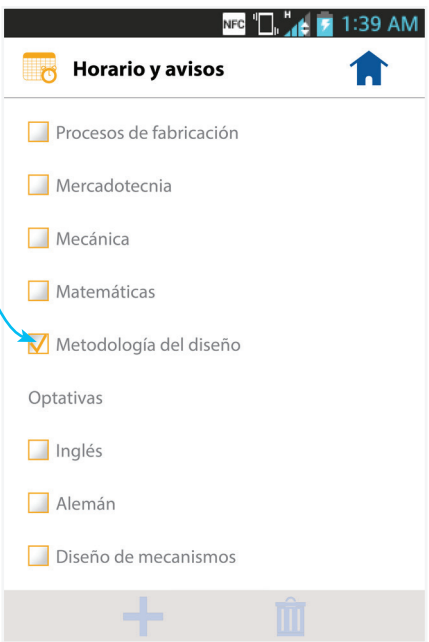 NFC H 1:39 AM
Horario y avisos
Procesos de fabricación
Mercadotecnia
Mecánica
Matemáticas
Metodología del diseño
Optativas
Inglés
Alemán
Diseño de mecanismos